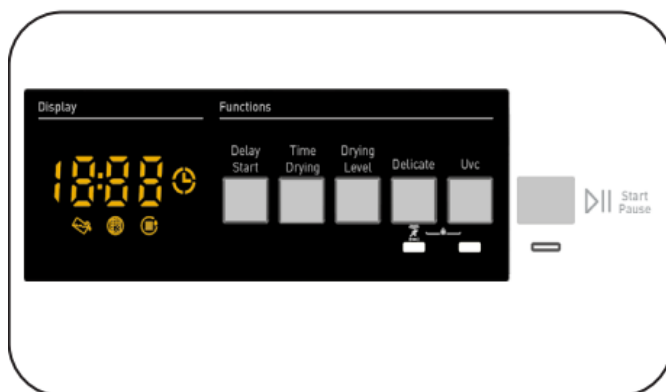 Display
Functions
Delay
Start
Time
Drying
Drying
Level
Delicate
Uvc
18:88
Start
Pause